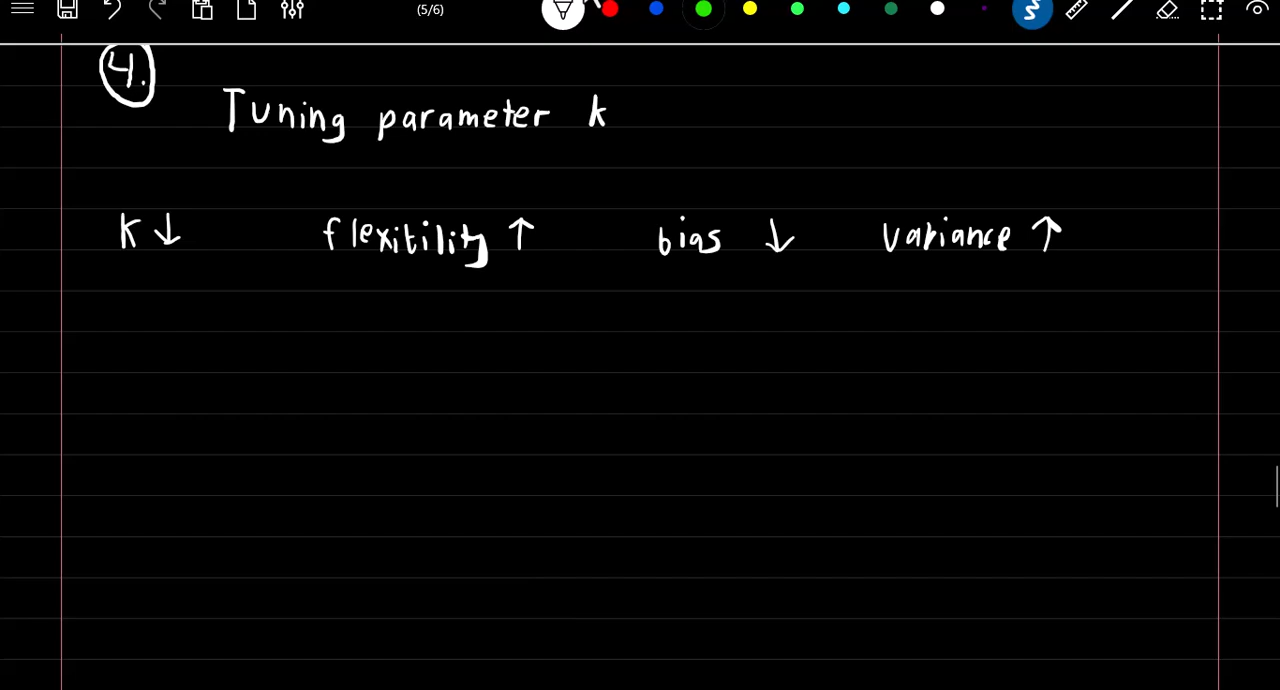 (5/6)
4.
Tuning parameter k
K ↓ flexitility ↑ bias ↓ variance ↑